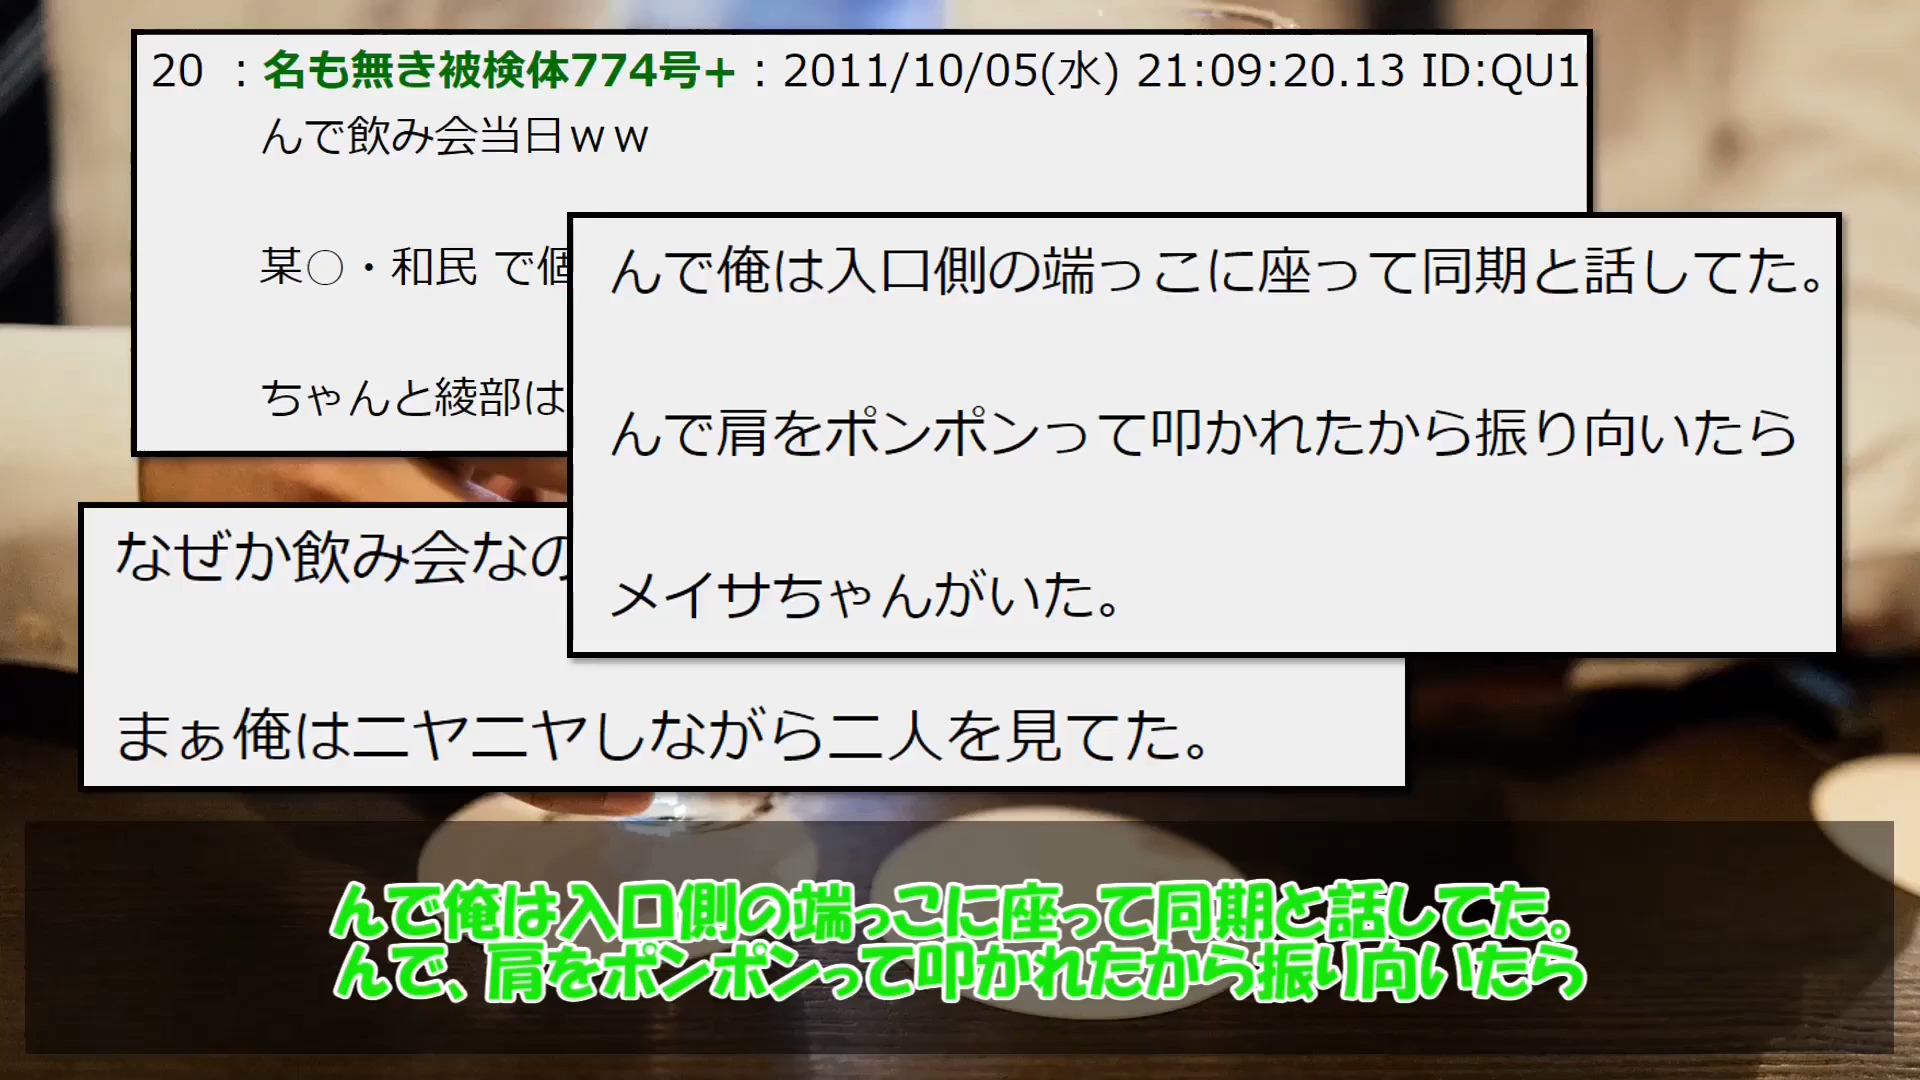 20 ：名も無き被検体774号+：2011/10/05(水) 21:09:20.13 ID:QU1
んで飲み会当日ｗｗ
某○・和民 で個
ちゃんと綾部は
んで俺は入口側の端っこに座って同期と話してた。
んで肩をポンポンって叩かれたから振り向いたら
メイサちゃんがいた。
なぜか飲み会なの
まぁ俺はニヤニヤしながら二人を見てた。
んで俺は入口側の端っこに座って同期と話してた。
んで、肩をポンポンって叩かれたから振り向いたら